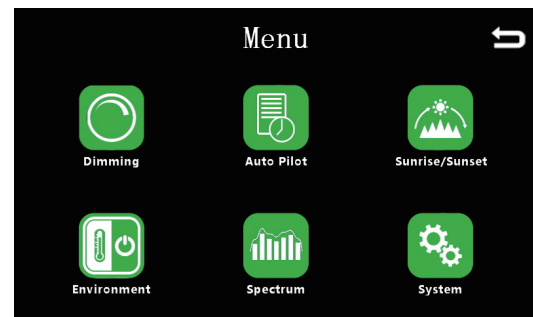 Menu
Dimming
Auto Pilot
Sunrise/Sunset
Environment
Spectrum
System